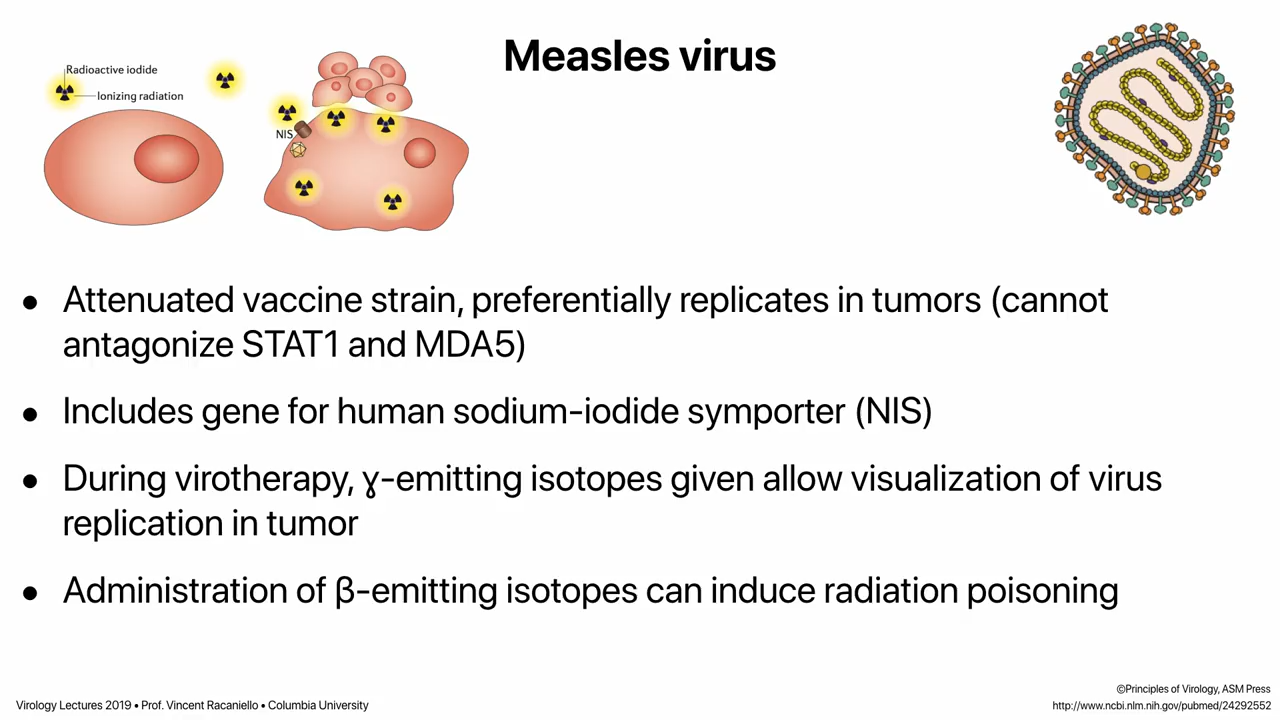 Measles virus
Radioactive iodide
Ionizing radiation
NIS
• Attenuated vaccine strain, preferentially replicates in tumors (cannot
antagonize STAT1 and MDA5)
• Includes gene for human sodium-iodide symporter (NIS)
• During virotherapy, ɣ-emitting isotopes given allow visualization of virus
replication in tumor
• Administration of β-emitting isotopes can induce radiation poisoning
©Principles of Virology, ASM Press
Virology Lectures 2019 • Prof. Vincent Racaniello • Columbia University
http://www.ncbi.nlm.nih.gov/pubmed/24292552